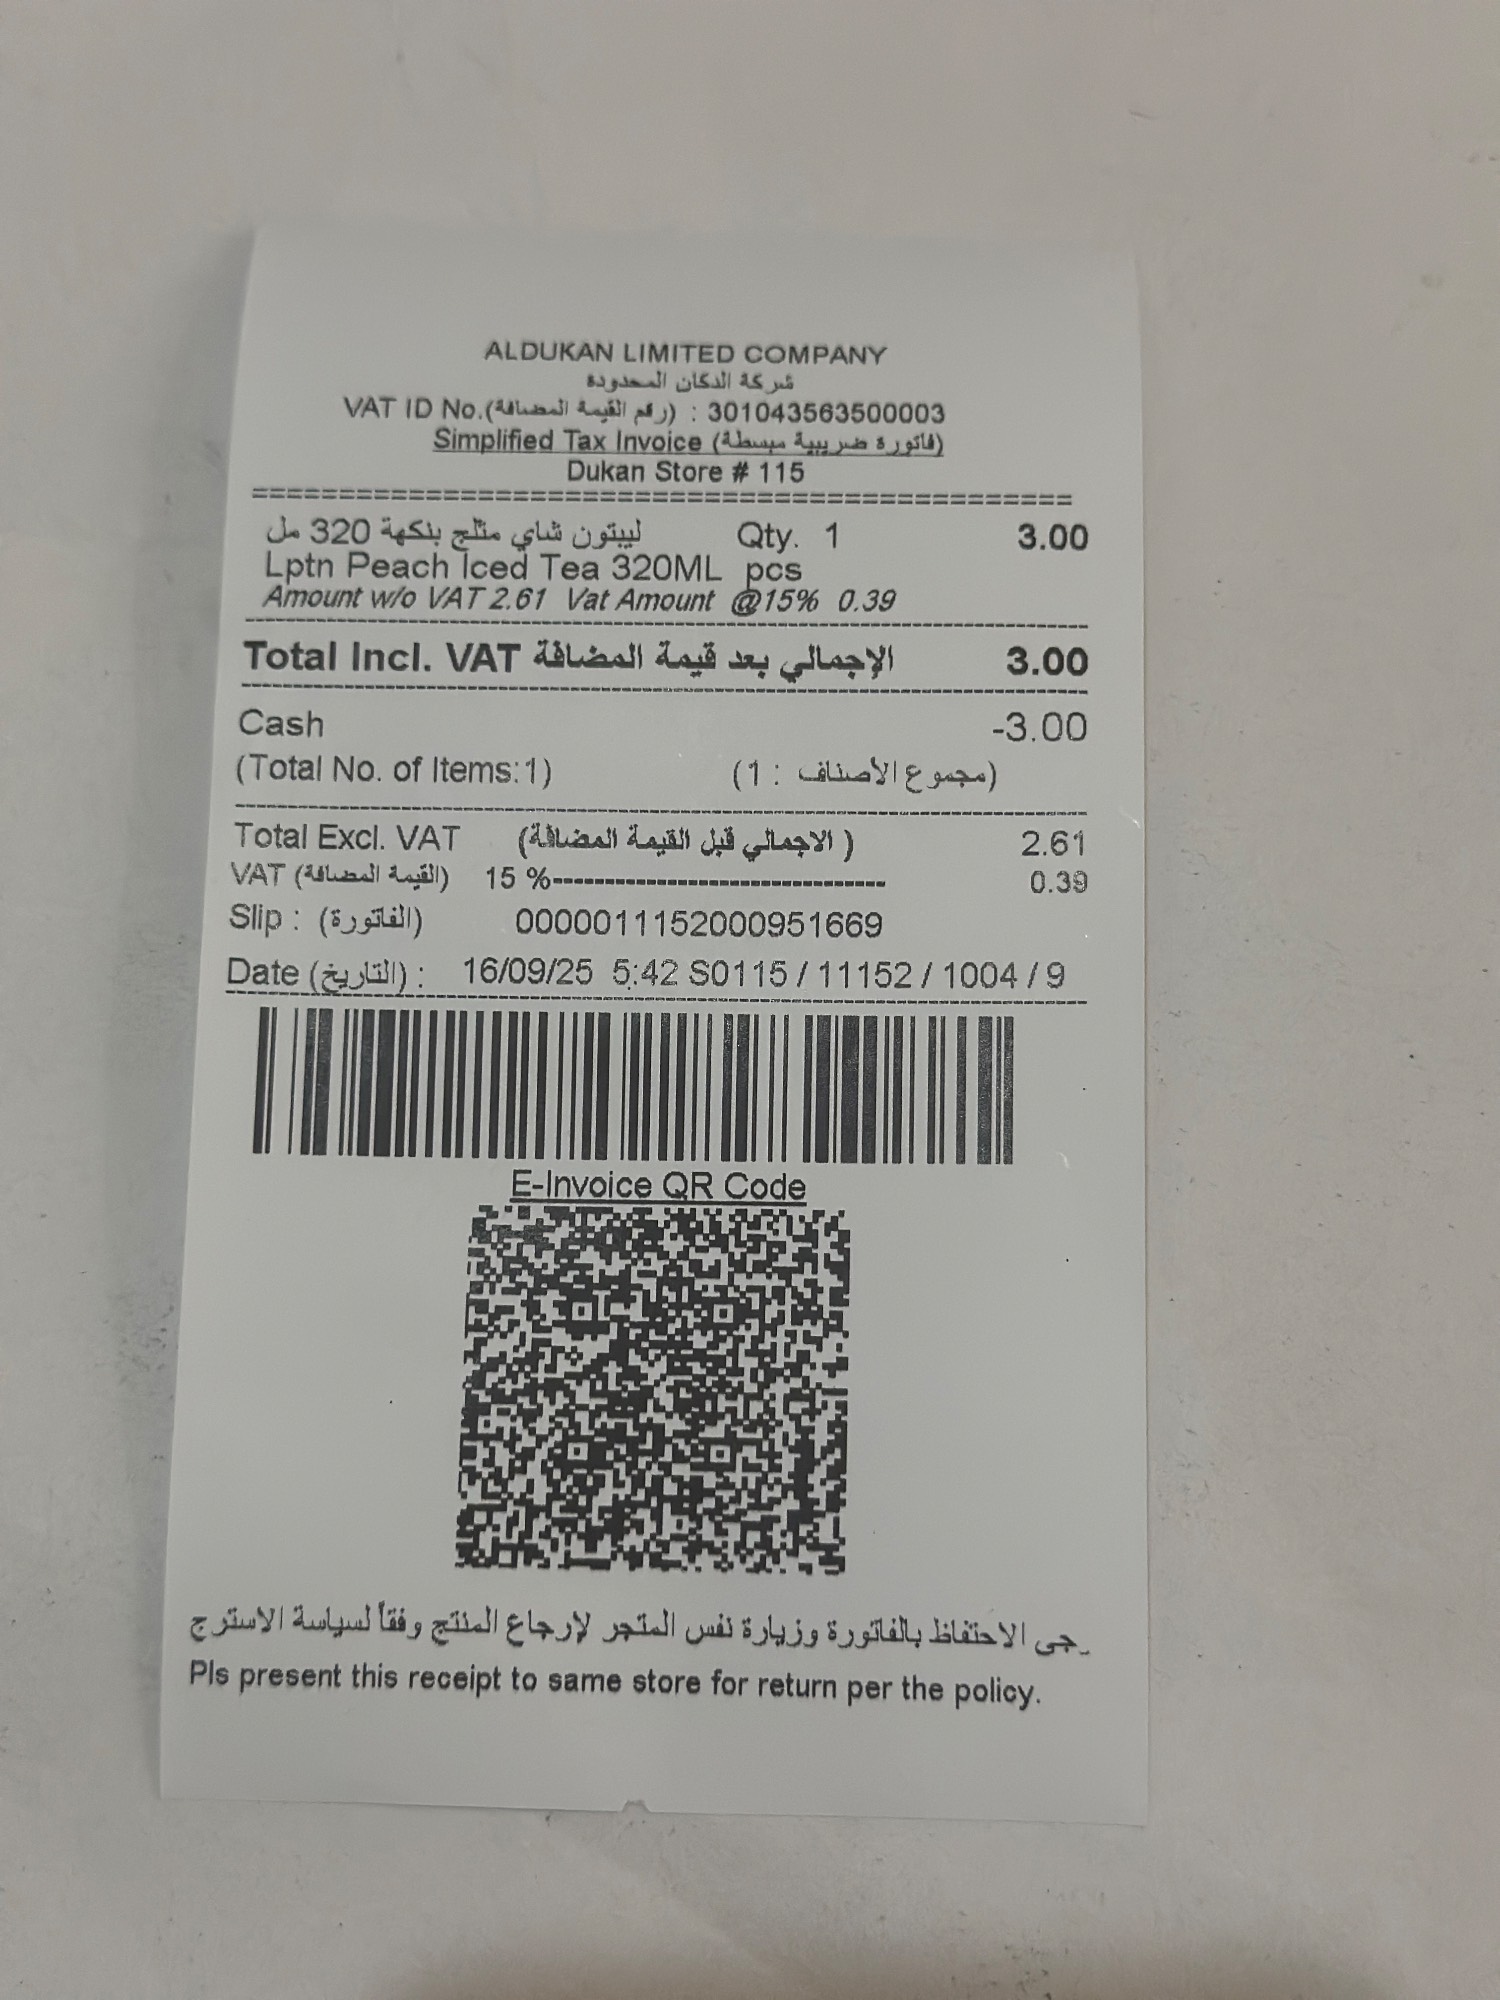 ALDUKAN LIMITED COMPANY
شركة الدكان المحدودة
VAT ID No.(رقم القيمة المضافة) : 301043563500003
Simplified Tax Invoice (فاتورة ضريبية مبسطة)
Dukan Store # 115
ليبتون شاي مثلج بنكهة 320 مل Qty. 1 3.00
Lptn Peach Iced Tea 320ML pcs
Amount w/o VAT 2.61 Vat Amount @15% 0.39
Total Incl. VAT الإجمالي بعد قيمة المضافة 3.00
Cash -3.00
(Total No. of Items:1) (مجموع الأصناف : 1)
Total Excl. VAT (الاجمالي قبل القيمة المضافة ) 2.61
VAT (القيمة المضافة) 15 %-------------------------------- 0.39
Slip : (الفاتورة) 0000011152000951669
Date (التاريخ) : 16/09/25 5:42 S0115 / 11152 / 1004 / 9
E-Invoice QR Code
رجى الاحتفاظ بالفاتورة وزيارة نفس المتجر لإرجاع المنتج وفقاً لسياسة الاسترج
Pls present this receipt to same store for return per the policy.